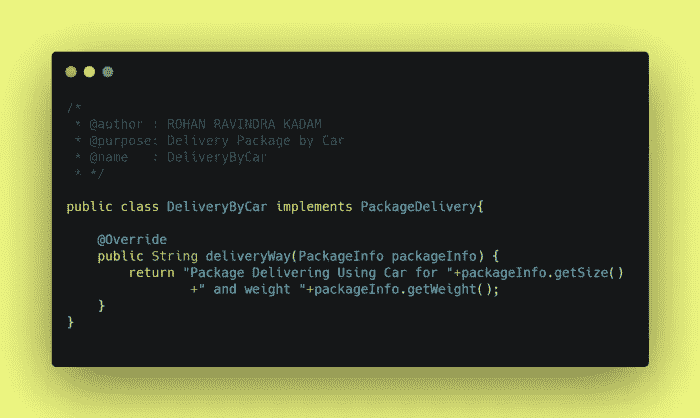 /*
 * @author : ROHAN RAVINDRA KADAM
 * @purpose: Delivery Package by Car
 * @name   : DeliveryByCar
 * */
public class DeliveryByCar implements PackageDelivery{
    @Override
    public String deliveryWay(PackageInfo packageInfo) {
        return "Package Delivering Using Car for "+packageInfo.getSize()
                +" and weight "+packageInfo.getWeight();
    }
}